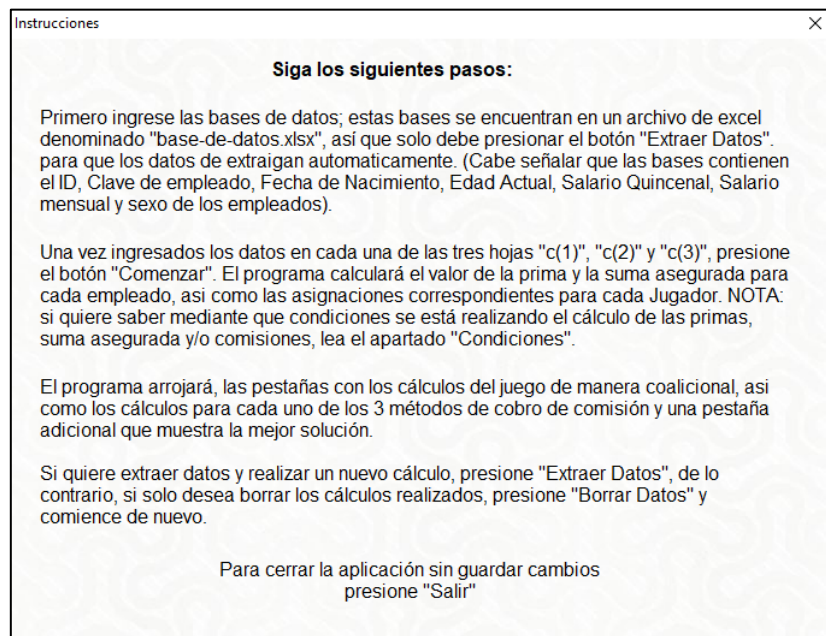 Instrucciones
Siga los siguientes pasos:
Primero ingrese las bases de datos; estas bases se encuentran en un archivo de excel
denominado "base-de-datos.xlsx", así que solo debe presionar el botón "Extraer Datos".
para que los datos de extraigan automaticamente. (Cabe señalar que las bases contienen
el ID, Clave de empleado, Fecha de Nacimiento, Edad Actual, Salario Quincenal, Salario
mensual y sexo de los empleados).
Una vez ingresados los datos en cada una de las tres hojas "c(1)", "c(2)" y "c(3)", presione
el botón "Comenzar". El programa calculará el valor de la prima y la suma asegurada para
cada empleado, asi como las asignaciones correspondientes para cada Jugador. NOTA:
si quiere saber mediante que condiciones se está realizando el cálculo de las primas,
suma asegurada y/o comisiones, lea el apartado "Condiciones".
El programa arrojará, las pestañas con los cálculos del juego de manera coalicional, asi
como los cálculos para cada uno de los 3 métodos de cobro de comisión y una pestaña
adicional que muestra la mejor solución.
Si quiere extraer datos y realizar un nuevo cálculo, presione "Extraer Datos", de lo
contrario, si solo desea borrar los cálculos realizados, presione "Borrar Datos" y
comience de nuevo.
Para cerrar la aplicación sin guardar cambios
presione "Salir"